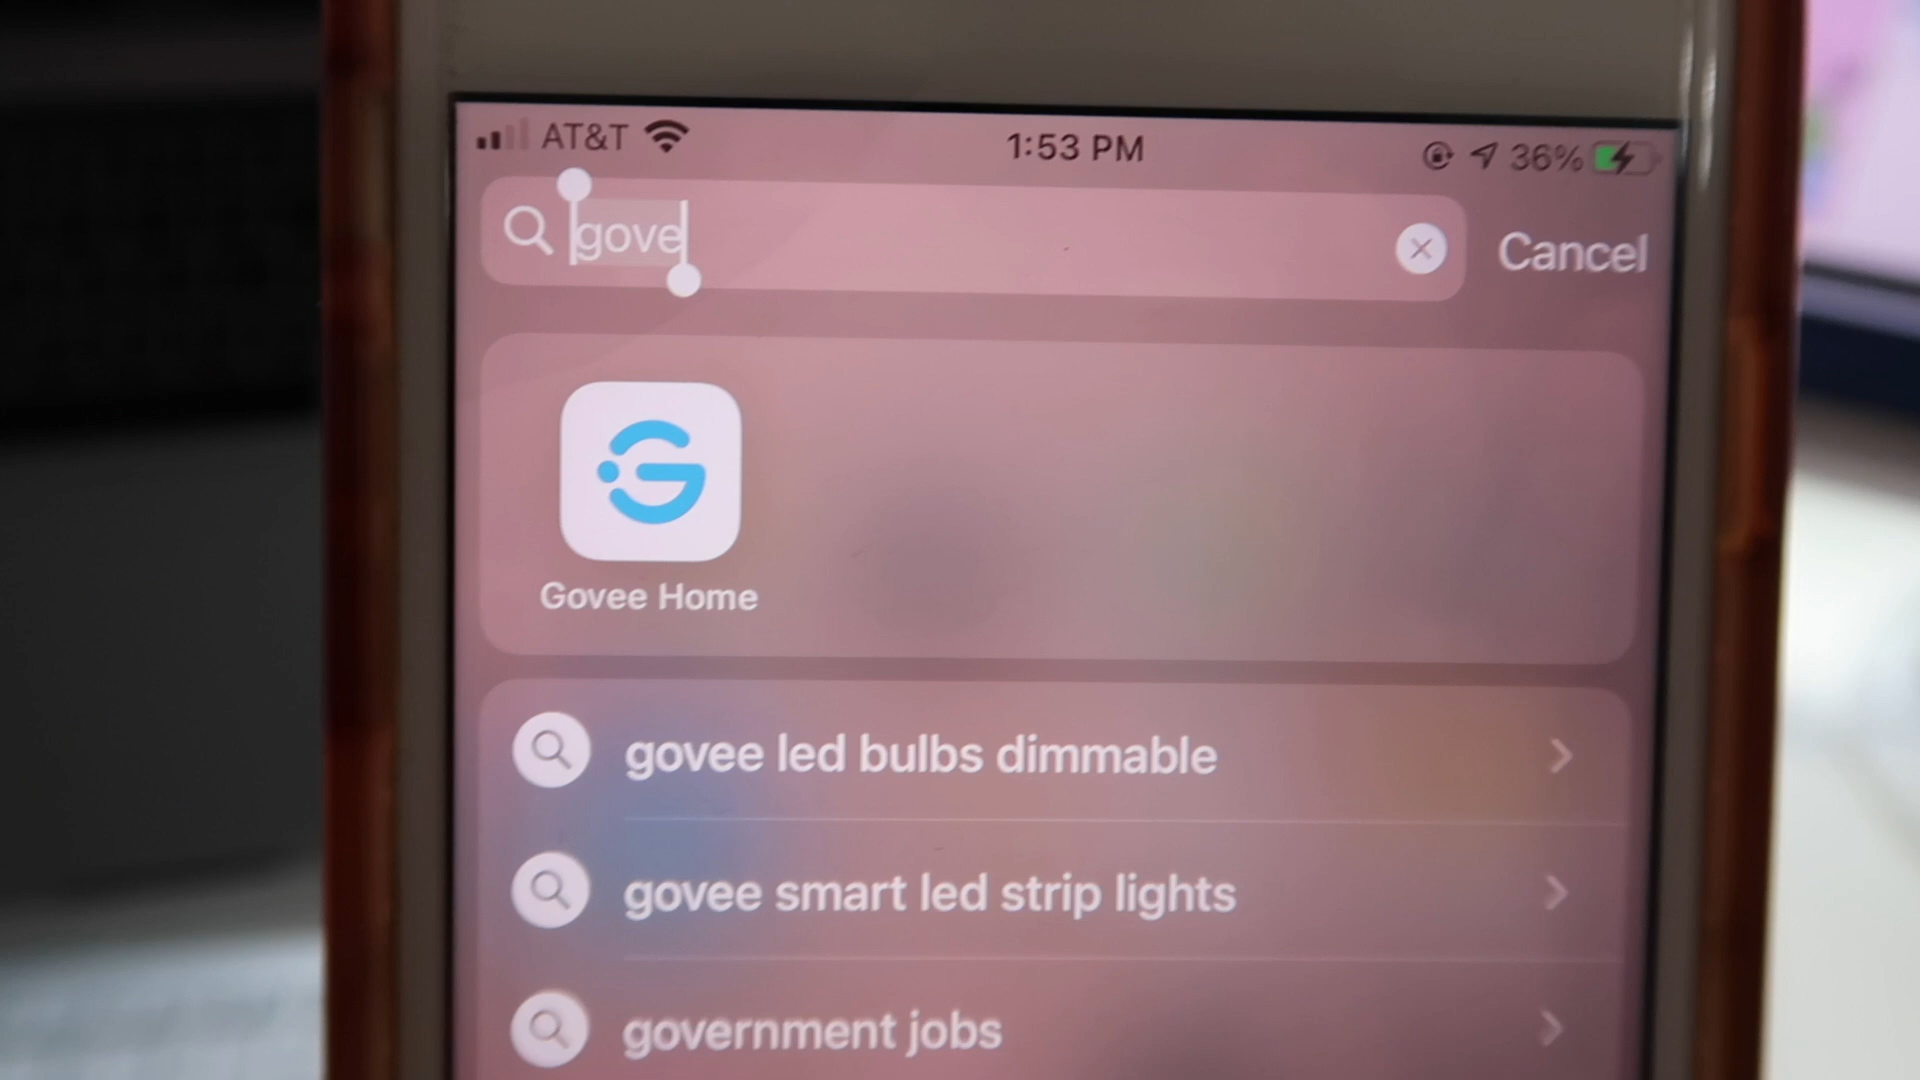 AT&T 1:53 PM 36%
gove Cancel
Govee Home
govee led bulbs dimmable
govee smart led strip lights
government jobs